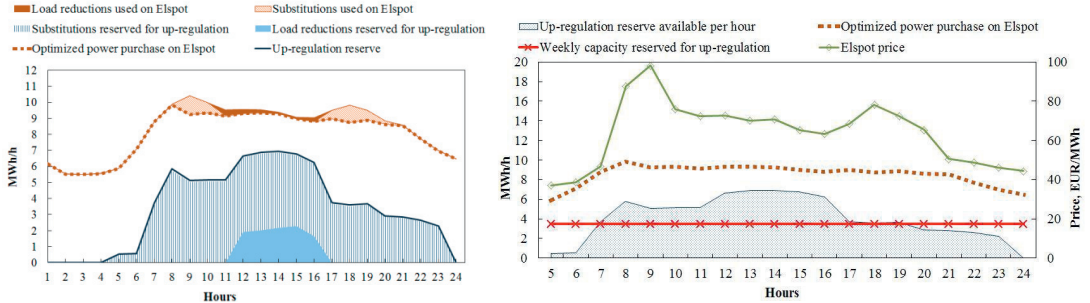 Load reductions used on Elspot
Substitutions used on Elspot
Substitutions reserved for up-regulation
Load reductions reserved for up-regulation
Optimized power purchase on Elspot
Up-regulation reserve
12
11
10
9
8
7
6
5
4
3
2
1
0
MWh/h
1 2 3 4 5 6 7 8 9 10 11 12 13 14 15 16 17 18 19 20 21 22 23 24
Hours
Up-regulation reserve available per hour
Optimized power purchase on Elspot
Weekly capacity reserved for up-regulation
Elspot price
20
18
16
14
12
10
8
6
4
2
0
MWh/h
100
80
60
40
20
0
Price, EUR/MWh
5 6 7 8 9 10 11 12 13 14 15 16 17 18 19 20 21 22 23 24
Hours